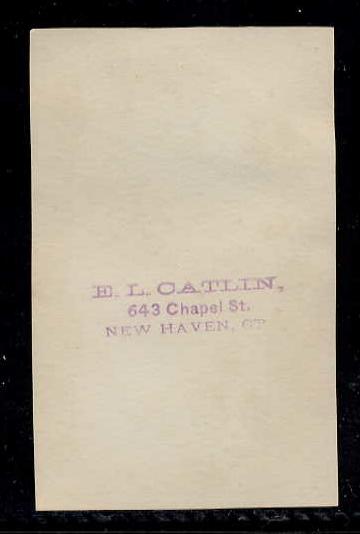 E. L. CATLIN,
643 Chapel St.
NEW HAVEN, CT